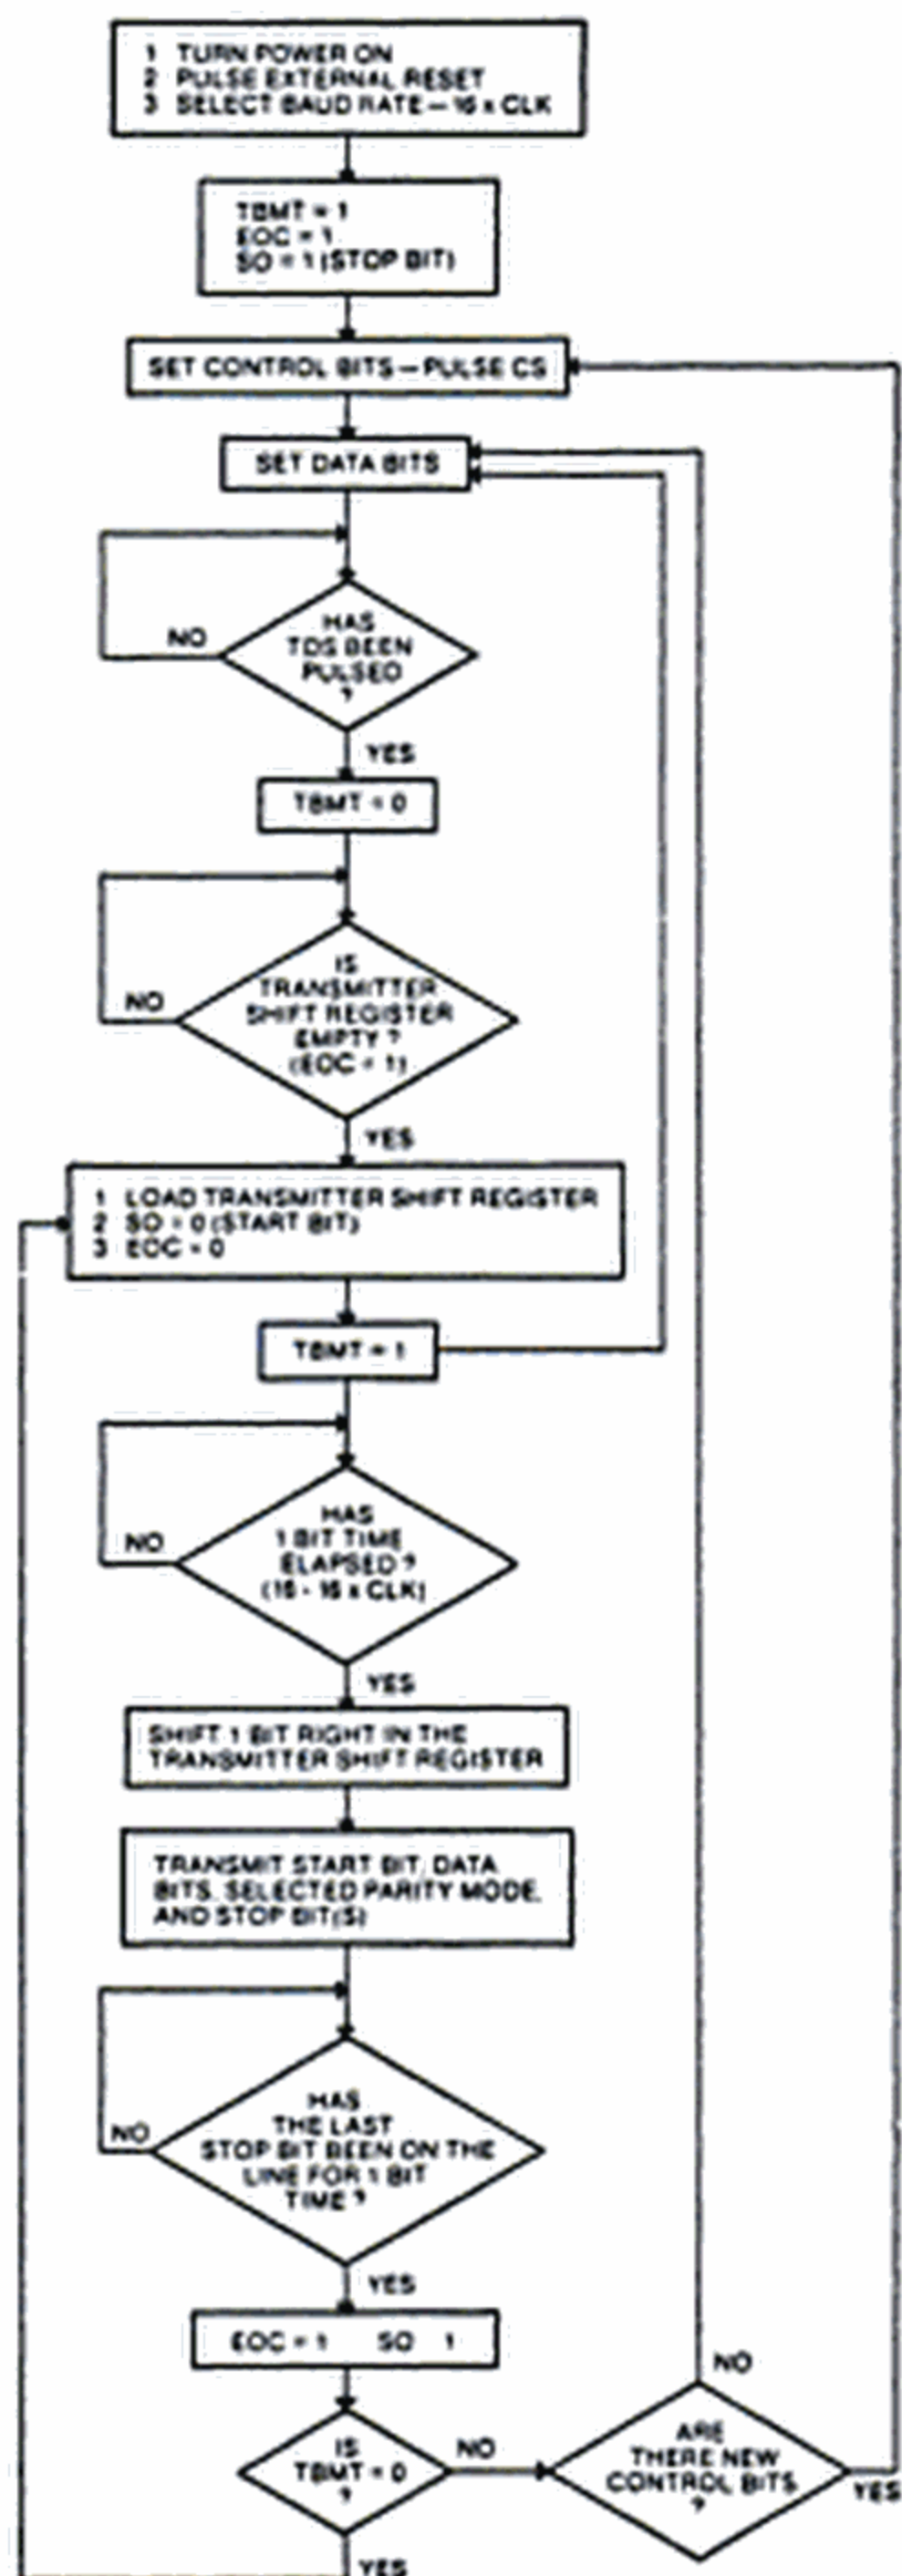 1 TURN POWER ON
2 PULSE EXTERNAL RESET
3 SELECT BAUD RATE — 16 x CLK
TBMT = 1
EOC = 1
SO = 1 (STOP BIT)
SET CONTROL BITS — PULSE CS
SET DATA BITS
HAS
TDS BEEN
PULSED
?
NO
YES
TBMT = 0
IS
TRANSMITTER
SHIFT REGISTER
EMPTY ?
(EOC = 1)
NO
YES
1 LOAD TRANSMITTER SHIFT REGISTER
2 SO = 0 (START BIT)
3 EOC = 0
TBMT = 1
HAS
1 BIT TIME
ELAPSED ?
(16 - 16 x CLK)
NO
YES
SHIFT 1 BIT RIGHT IN THE
TRANSMITTER SHIFT REGISTER
TRANSMIT START BIT, DATA
BITS, SELECTED PARITY MODE,
AND STOP BIT(S)
HAS
THE LAST
STOP BIT BEEN ON THE
LINE FOR 1 BIT
TIME ?
NO
YES
EOC = 1 SO 1
IS
TBMT = 0
?
NO
YES
ARE
THERE NEW
CONTROL BITS
?
NO
YES